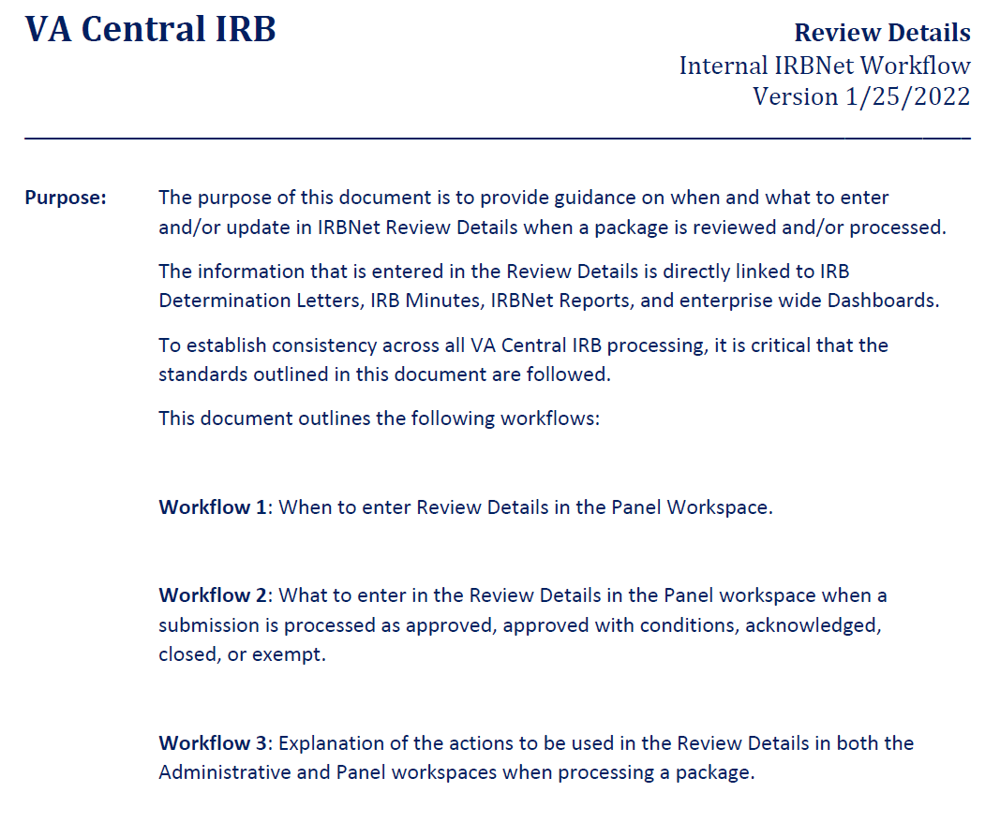 VA Central IRB
Review Details
Internal IRBNet Workflow
Version 1/25/2022
Purpose:
The purpose of this document is to provide guidance on when and what to enter
and/or update in IRBNet Review Details when a package is reviewed and/or processed.
The information that is entered in the Review Details is directly linked to IRB
Determination Letters, IRB Minutes, IRBNet Reports, and enterprise wide Dashboards.
To establish consistency across all VA Central IRB processing, it is critical that the
standards outlined in this document are followed.
This document outlines the following workflows:
Workflow 1: When to enter Review Details in the Panel Workspace.
Workflow 2: What to enter in the Review Details in the Panel workspace when a
submission is processed as approved, approved with conditions, acknowledged,
closed, or exempt.
Workflow 3: Explanation of the actions to be used in the Review Details in both the
Administrative and Panel workspaces when processing a package.